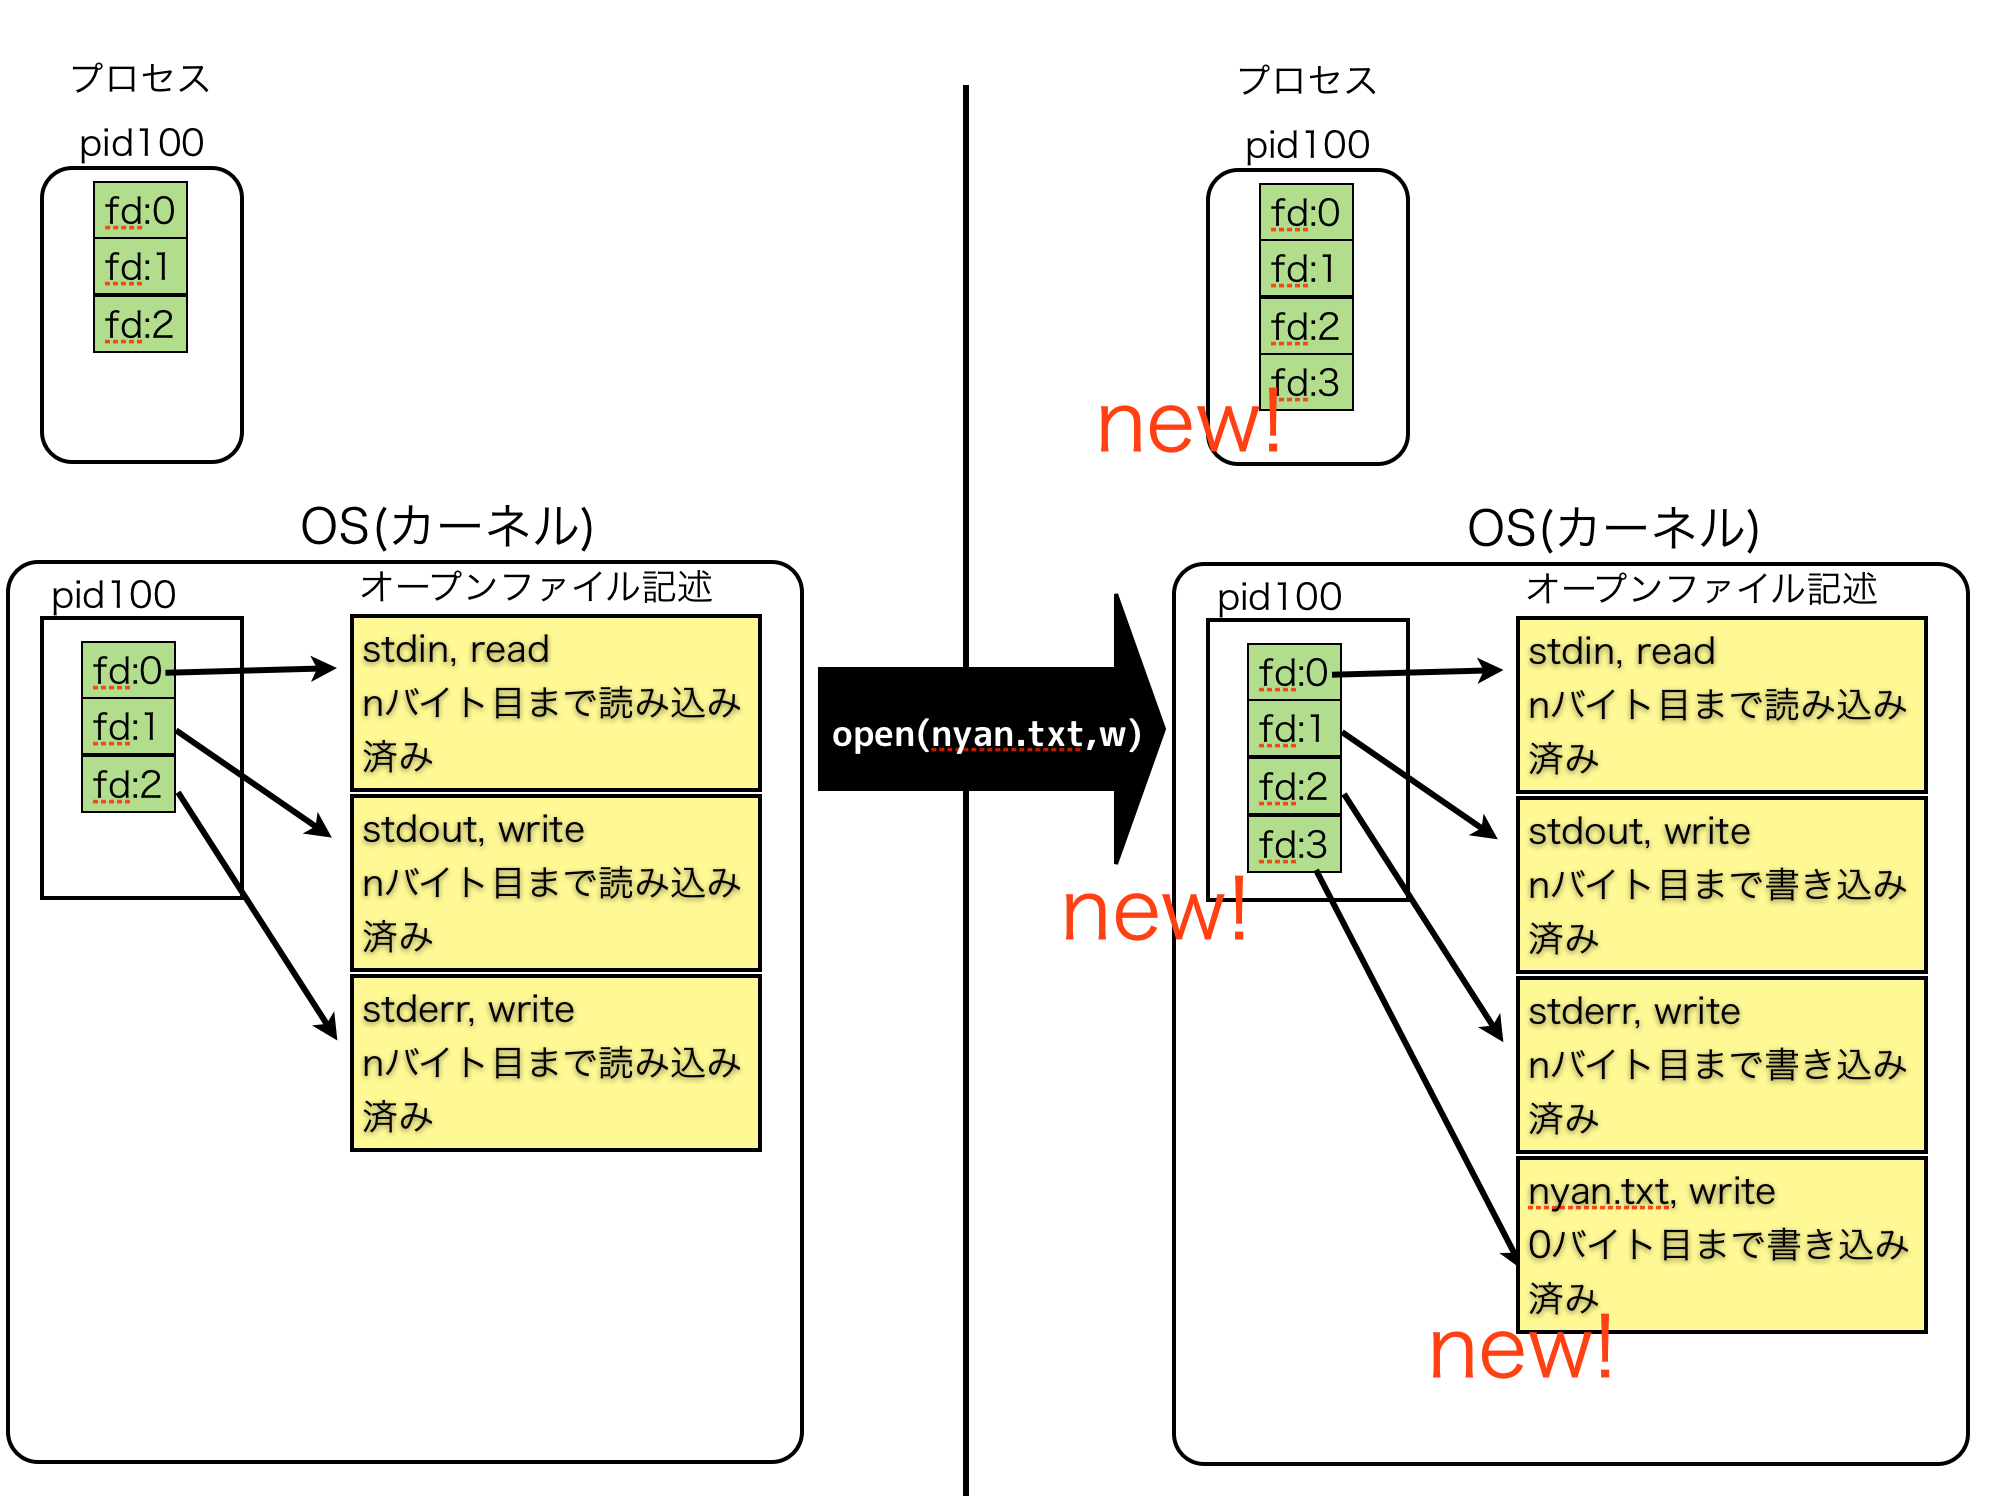 プロセス
pid100
fd:0
fd:1
fd:2
OS(カーネル)
pid100
オープンファイル記述
fd:0
fd:1
fd:2
stdin, read
nバイト目まで読み込み
済み
stdout, write
nバイト目まで読み込み
済み
stderr, write
nバイト目まで読み込み
済み
open(nyan.txt,w)
プロセス
pid100
fd:0
fd:1
fd:2
fd:3
new!
OS(カーネル)
pid100
オープンファイル記述
fd:0
fd:1
fd:2
fd:3
new!
stdin, read
nバイト目まで読み込み
済み
stdout, write
nバイト目まで書き込み
済み
stderr, write
nバイト目まで書き込み
済み
nyan.txt, write
0バイト目まで書き込み
済み
new!